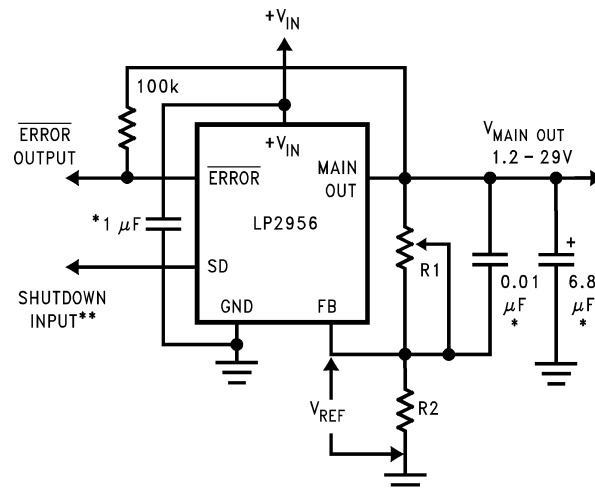 +VIN
100k
ERROR
OUTPUT
+VIN
ERROR
MAIN
OUT
VMAIN OUT
1.2 – 29V
*1 μF
LP2956
SD
R1
SHUTDOWN
INPUT**
GND
FB
0.01
μF
*
+
6.8
μF
*
VREF
R2